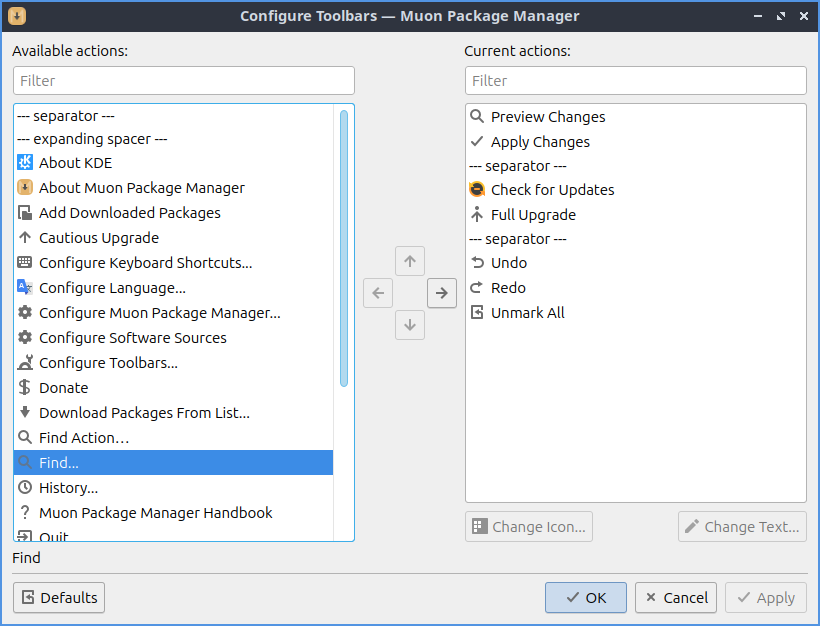 Configure Toolbars — Muon Package Manager
Available actions:
Current actions:
Filter
Filter
--- separator ---
--- expanding spacer ---
About KDE
About Muon Package Manager
Add Downloaded Packages
Cautious Upgrade
Configure Keyboard Shortcuts...
Configure Language...
Configure Muon Package Manager...
Configure Software Sources
Configure Toolbars...
Donate
Download Packages From List...
Find Action…
Find...
History...
Muon Package Manager Handbook
Quit
Preview Changes
Apply Changes
--- separator ---
Check for Updates
Full Upgrade
--- separator ---
Undo
Redo
Unmark All
Change Icon...
Change Text...
Find
Defaults
OK
Cancel
Apply